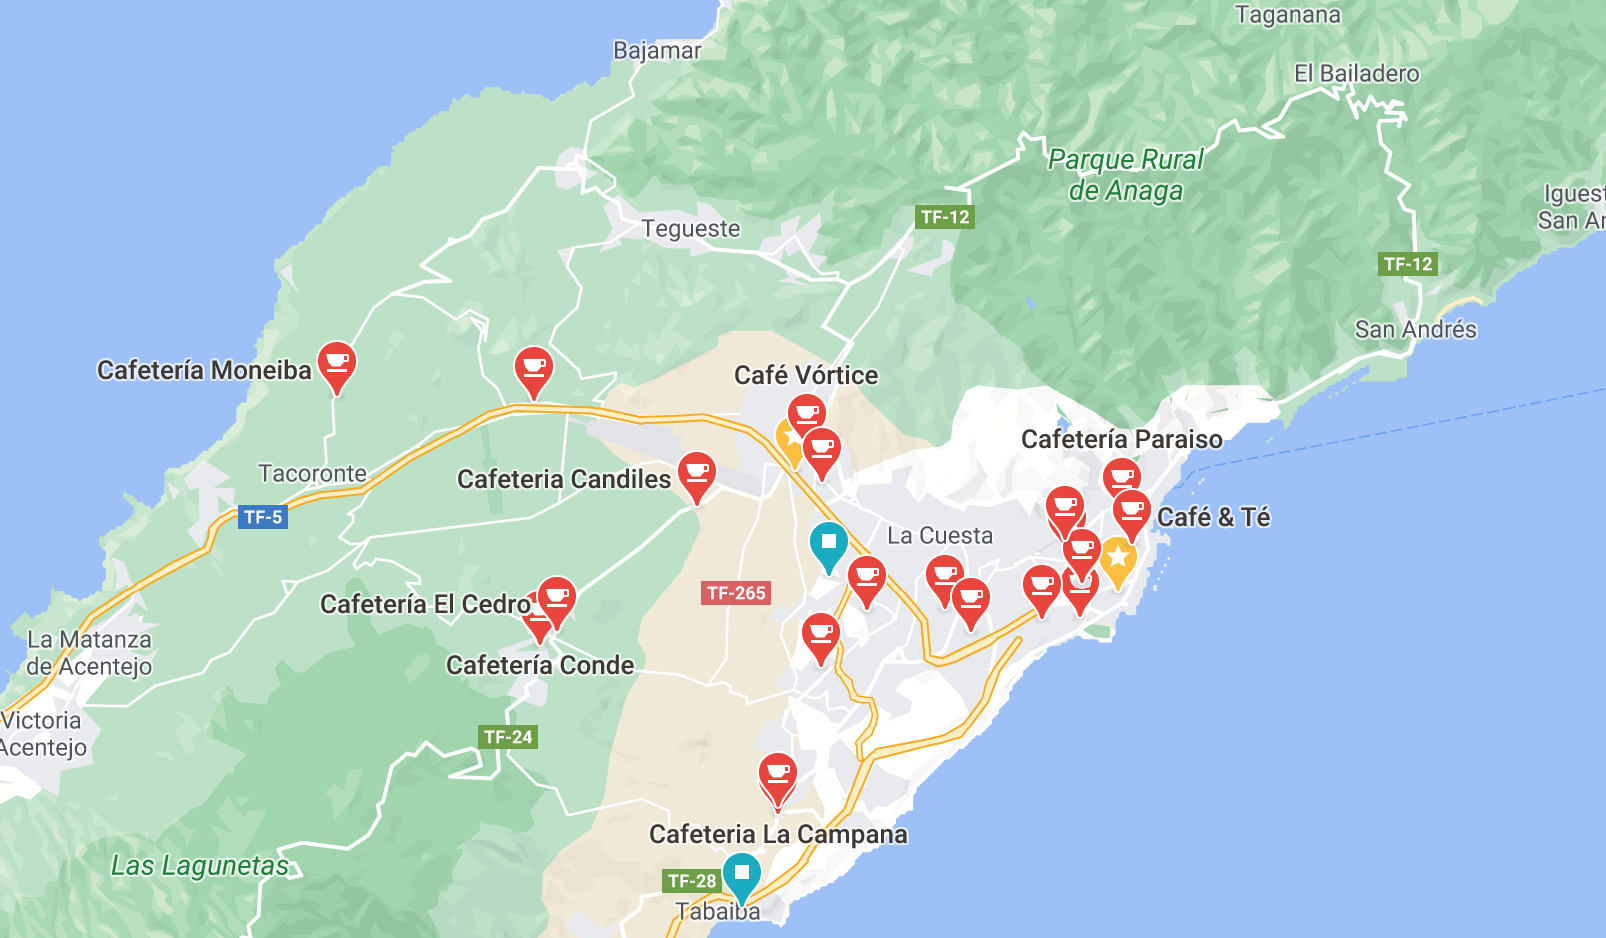 Taganana
Bajamar
El Bailadero
Parque Rural
de Anaga
Iguest
San An
TF-12
Tegueste
TF-12
San Andrés
Cafetería Moneiba
Café Vórtice
Cafetería Paraiso
Tacoronte
Cafeteria Candiles
TF-5
Café & Té
La Cuesta
TF-265
Cafetería El Cedro
La Matanza
de Acentejo
Cafetería Conde
Victoria
Acentejo
TF-24
Cafeteria La Campana
Las Lagunetas
TF-28
Tabaiba